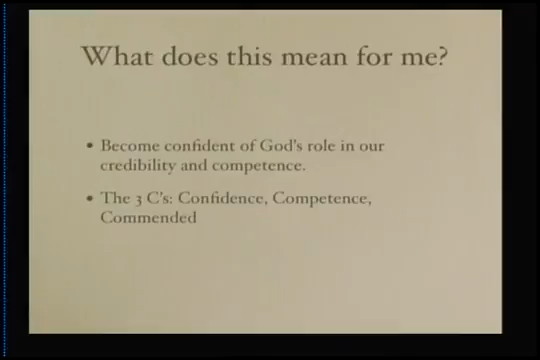 What does this mean for me?
• Become confident of God's role in our
credibility and competence.
• The 3 C's: Confidence, Competence,
Commended